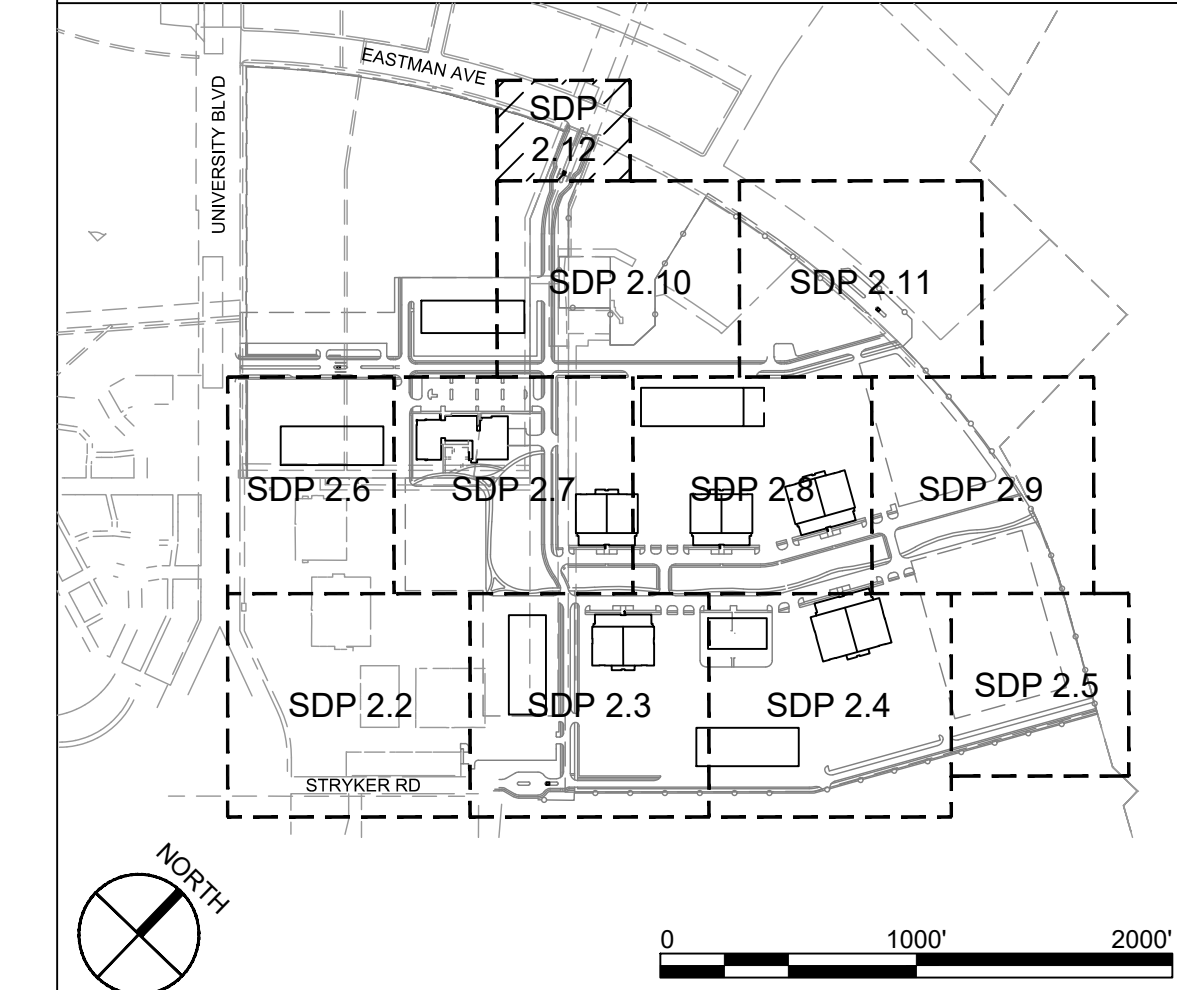 EASTMAN AVE
UNIVERSITY BLVD
SDP
2.12
SDP 2.10
SDP 2.11
SDP 2.6
SDP 2.7
SDP 2.8
SDP 2.9
SDP 2.2
SDP 2.3
SDP 2.4
SDP 2.5
STRYKER RD
NORTH
0 1000' 2000'